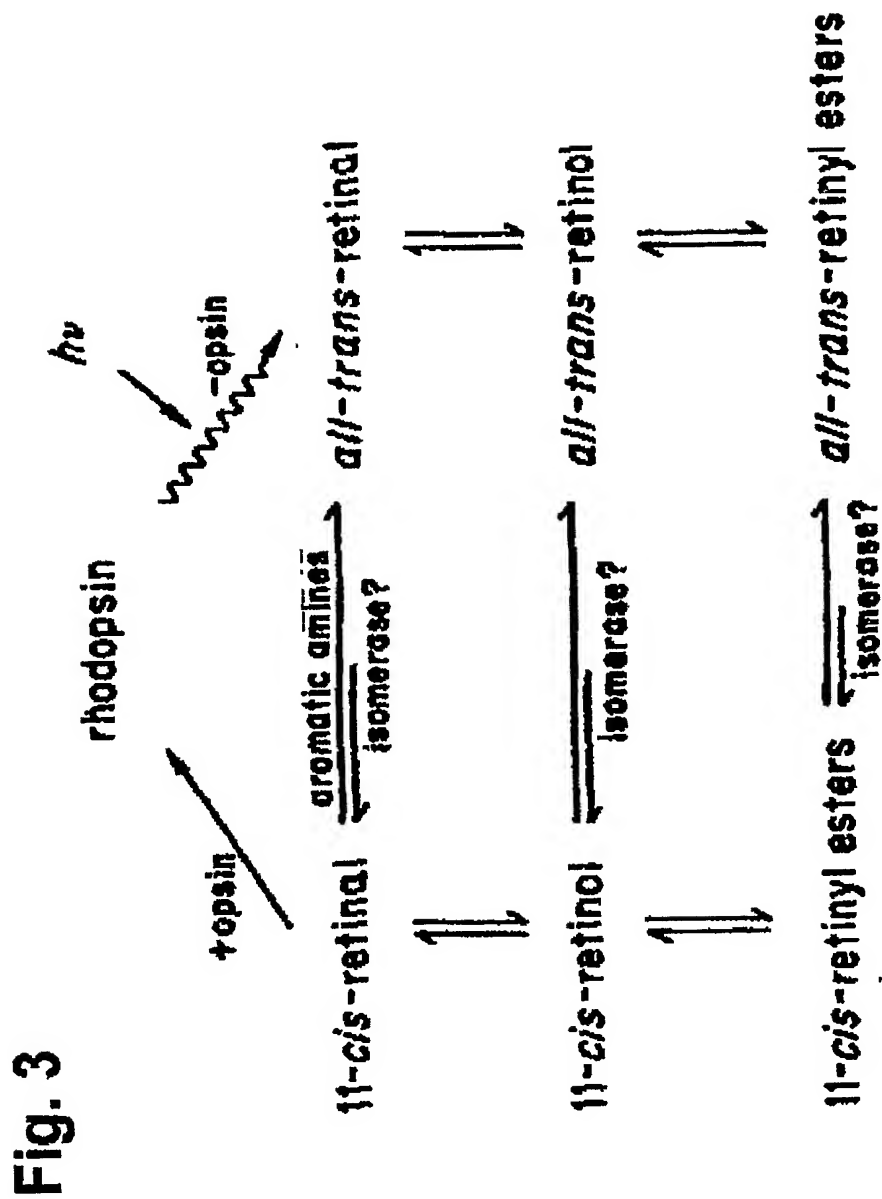 Fig. 3
rhodopsin
hν
+opsin
-opsin
11-cis-retinal
aromatic amines
isomerase?
all-trans-retinal
11-cis-retinol
isomerase?
all-trans-retinol
11-cis-retinyl esters
isomerase?
all-trans-retinyl esters